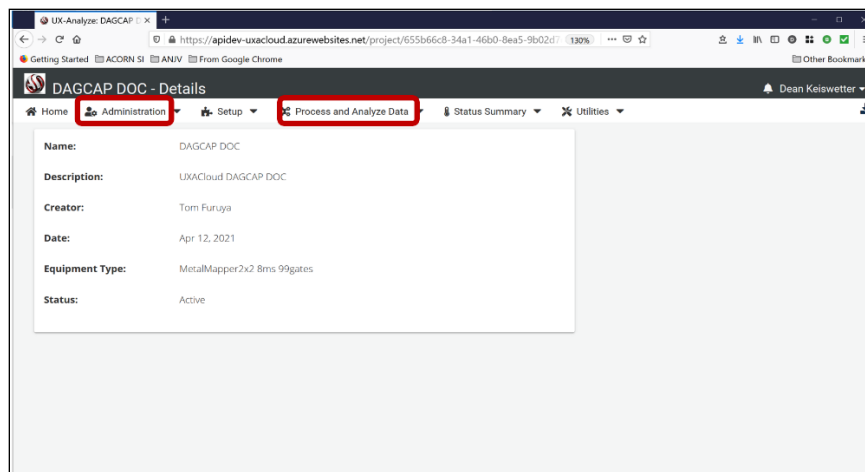 UX-Analyze: DAGCAP D
https://apidev-uxacloud.azurewebsites.net/project/655b66c8-34a1-46b0-8ea5-9b02d7 130%
Getting Started ACORN SI ANJV From Google Chrome Other Bookmark
DAGCAP DOC - Details Dean Keiswetter
Home Administration Setup Process and Analyze Data Status Summary Utilities
Name: DAGCAP DOC
Description: UXACloud DAGCAP DOC
Creator: Tom Furuya
Date: Apr 12, 2021
Equipment Type: MetalMapper2x2 8ms 99gates
Status: Active